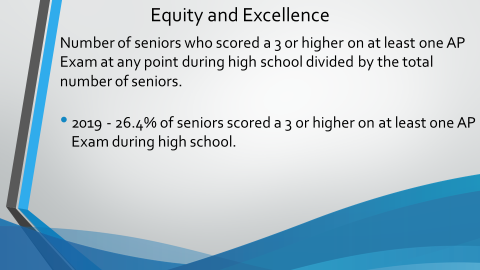 Equity and Excellence
Number of seniors who scored a 3 or higher on at least one AP
Exam at any point during high school divided by the total
number of seniors.
• 2019 - 26.4% of seniors scored a 3 or higher on at least one AP
Exam during high school.